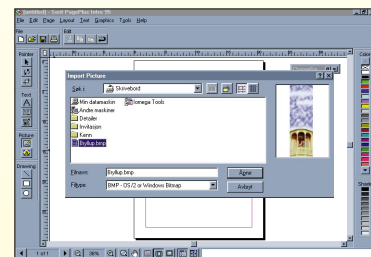 (untitled) - Serif PagePlus Intro '95
File Edit Page Layout Text Graphics Tools Help
File
Edit
Pointer
Color
Import Picture
Søk i:
Skrivebord
Min datamaskin
Iomega Tools
Andre maskiner
Detailer
Invitasjon
Kenn
Bryllup.bmp
Text
Picture
Drawing
Filnavn:
Bryllup.bmp
Åpne
Filtype:
BMP - OS/2 or Windows Bitmap
Avbryt
Shade
1 of 1
36%